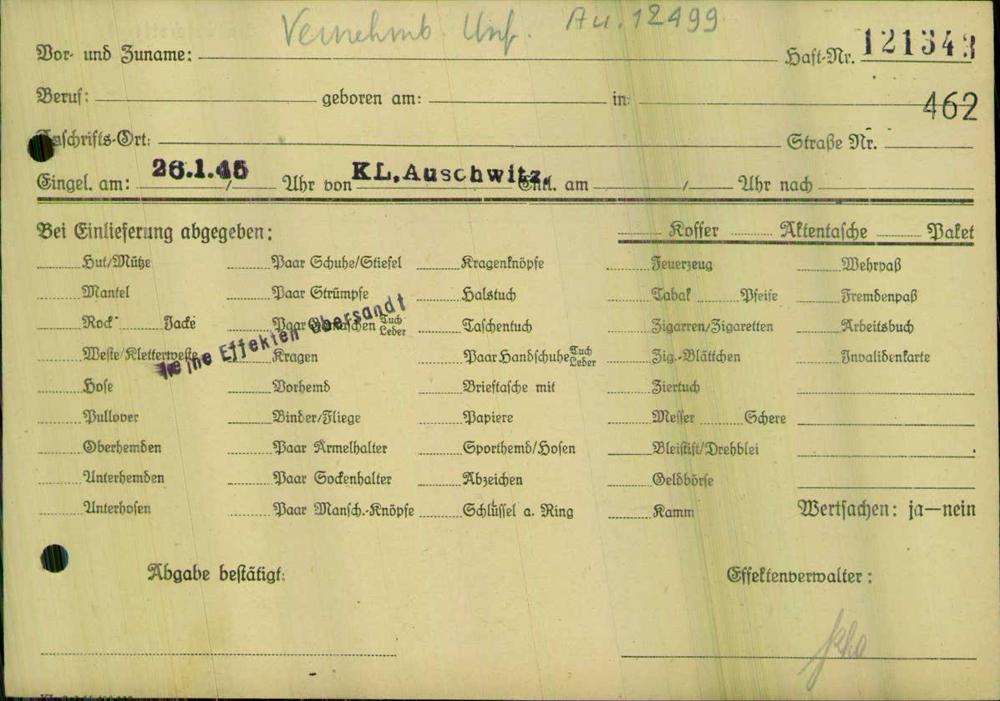 Vernehmb. Unf. Au. 12499
Vor- und Zuname: Haft-Nr. 121343
Beruf: geboren am: in: 462
Anschrifts-Ort: Straße Nr.
Eingel. am: 26.1.45 / Uhr von KL, Auschwitz, Entl. am / Uhr nach
Bei Einlieferung abgegeben: Koffer Aktentasche Paket
Hut/Mütze Paar Schuhe/Stiefel Kragenknöpfe Feuerzeug Wehrpaß
Mantel Paar Strümpfe Halstuch Tabak Pfeife Fremdenpaß
Rock Jacke Paar Gamaschen Tuch Leder Taschentuch Zigarren/Zigaretten Arbeitsbuch
Keine Effekten übersandt
Weste/Kletterweste Kragen Paar Handschuhe Tuch Leder Zig.-Blättchen Invalidenkarte
Hose Vorhemd Brieftasche mit Ziertuch
Pullover Binder/Fliege Papiere Messer Schere
Oberhemden Paar Ärmelhalter Sporthemd/Hosen Bleistift/Drehblei
Unterhemden Paar Sockenhalter Abzeichen Geldbörse
Unterhosen Paar Mansch.-Knöpfe Schlüssel a. Ring Kamm Wertsachen: ja—nein
Abgabe bestätigt: Effektenverwalter: